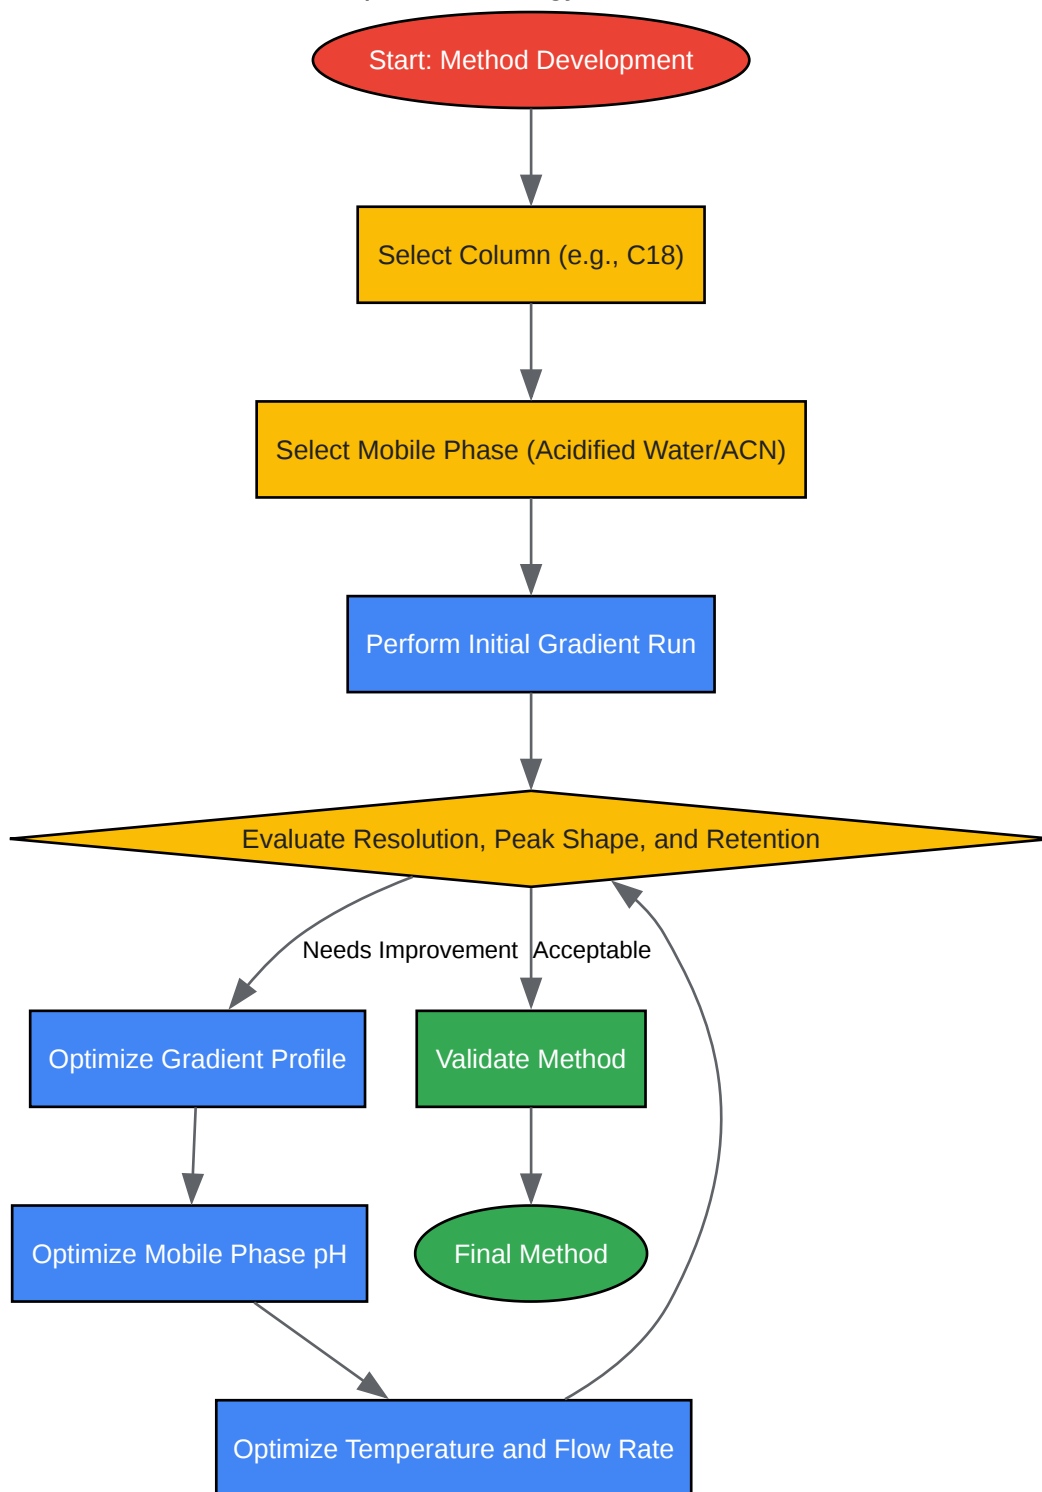 Start: Method Development
Select Column (e.g., C18)
Select Mobile Phase (Acidified Water/ACN)
Perform Initial Gradient Run
Evaluate Resolution, Peak Shape, and Retention
Needs Improvement
Acceptable
Optimize Gradient Profile
Validate Method
Optimize Mobile Phase pH
Final Method
Optimize Temperature and Flow Rate